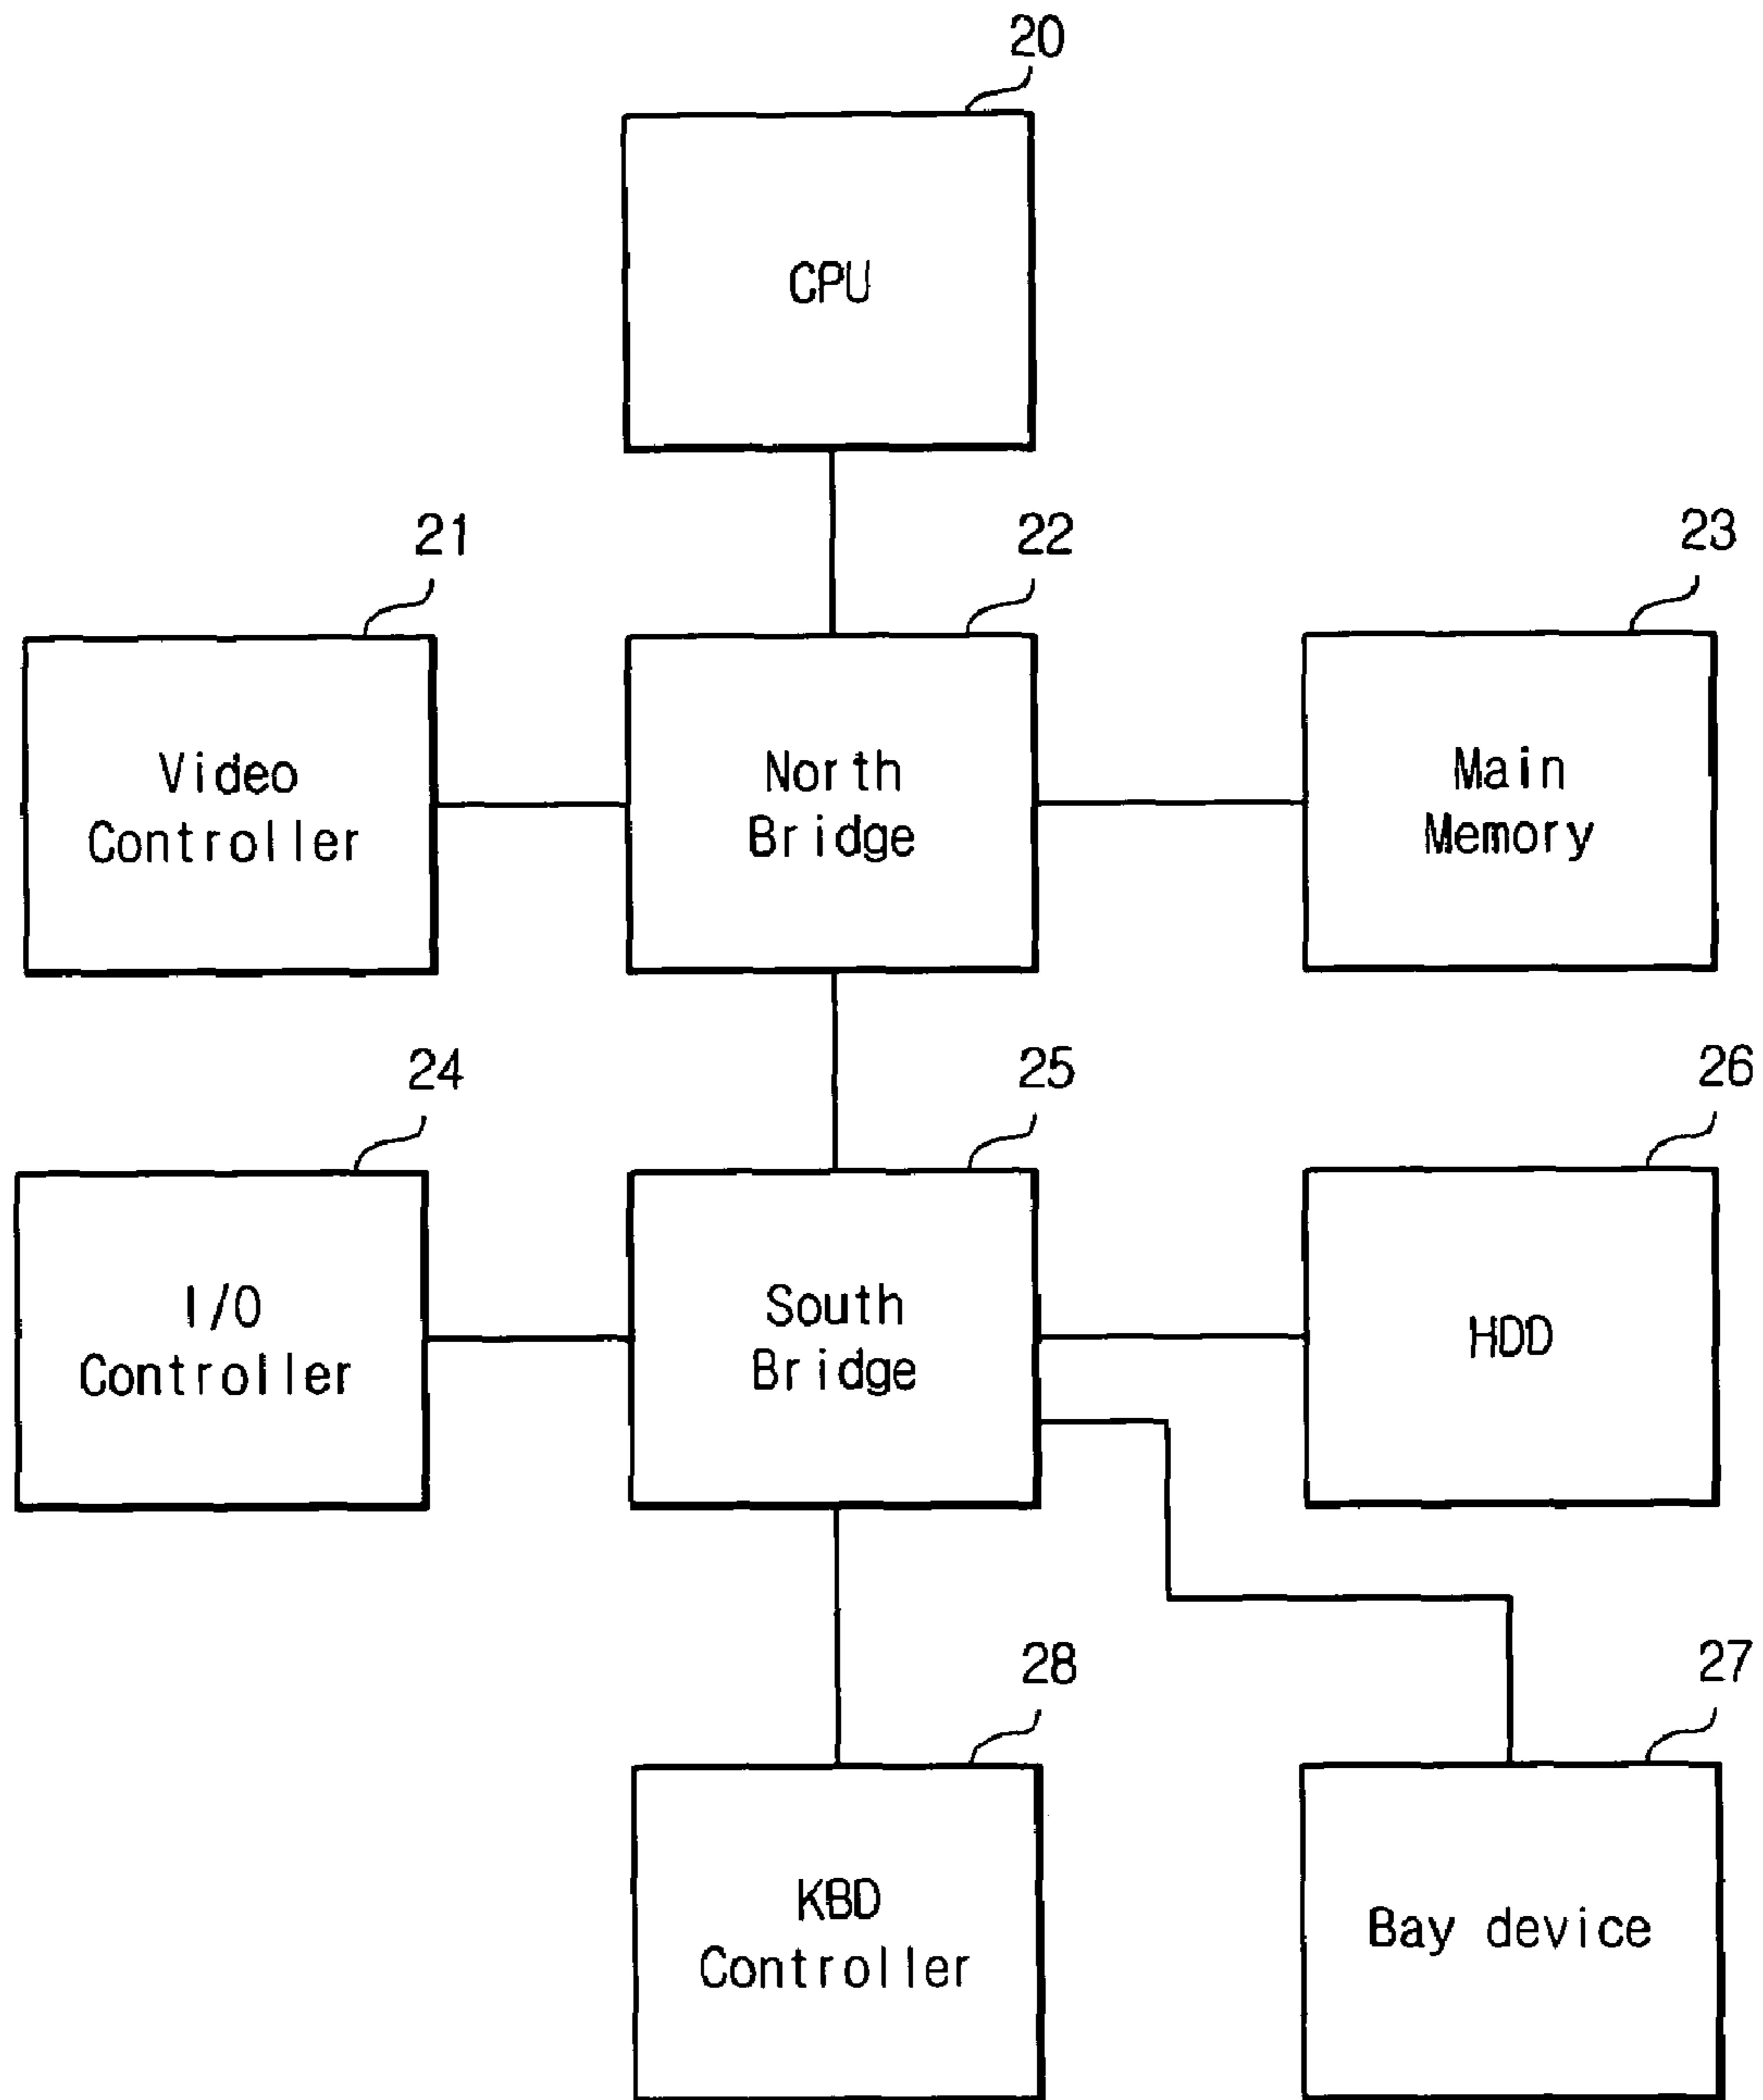 20
CPU
21
22
23
Video
Controller
North
Bridge
Main
Memory
24
25
26
I/O
Controller
South
Bridge
HDD
28
27
KBD
Controller
Bay device